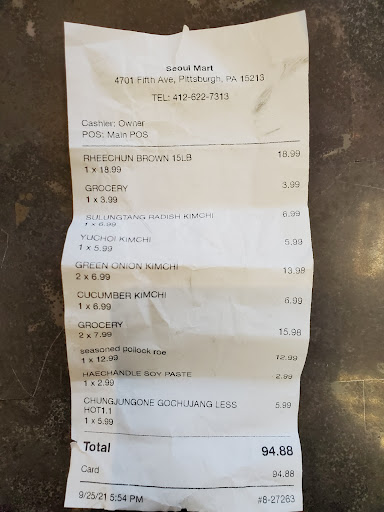 Seoul Mart
4701 Fifth Ave, Pittsburgh, PA 15213
TEL: 412-622-7313
Cashier: Owner
POS: Main POS
RHEECHUN BROWN 15LB 18.99
1 x 18.99
GROCERY 3.99
1 x 3.99
SULUNGTANG RADISH KIMCHI 6.99
1 x 6.99
YUCHOI KIMCHI 5.99
1 x 5.99
GREEN ONION KIMCHI 13.98
2 x 6.99
CUCUMBER KIMCHI 6.99
1 x 6.99
GROCERY 15.98
2 x 7.99
seasoned pollock roe 12.99
1 x 12.99
HAECHANDLE SOY PASTE 2.99
1 x 2.99
CHUNGJUNGONE GOCHUJANG LESS 5.99
HOT1.1
1 x 5.99
Total 94.88
Card 94.88
9/25/21 5:54 PM #8-27263